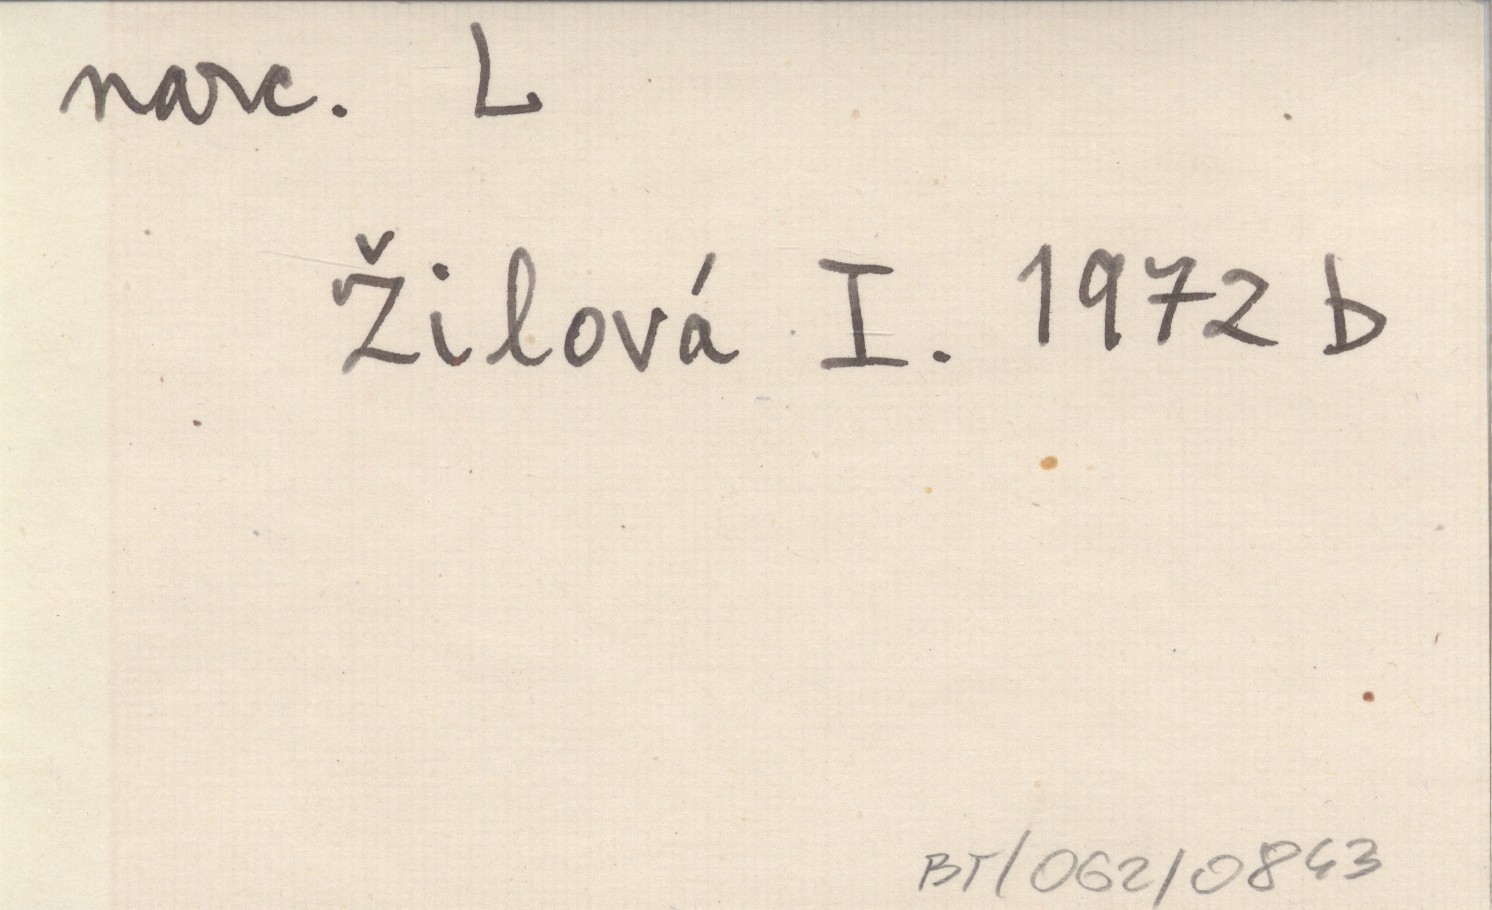 narc. L
Žilová I. 1972 b
BT/062/0843